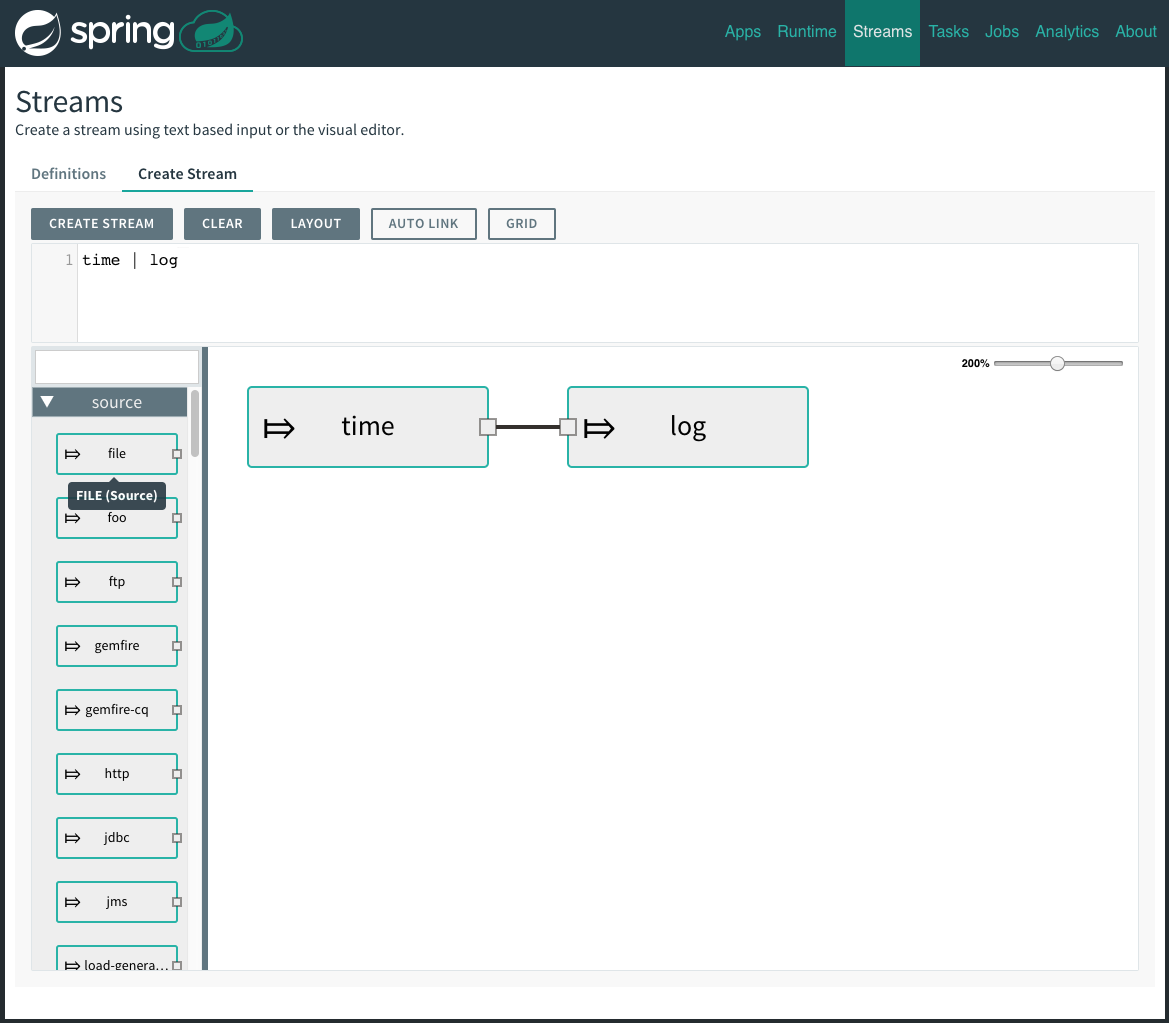 spring
Apps Runtime Streams Tasks Jobs Analytics About
Streams
Create a stream using text based input or the visual editor.
Definitions Create Stream
CREATE STREAM CLEAR LAYOUT AUTO LINK GRID
1 time | log
200%
source
time log
file
FILE (Source)
foo
ftp
gemfire
gemfire-cq
http
jdbc
jms
load-genera...